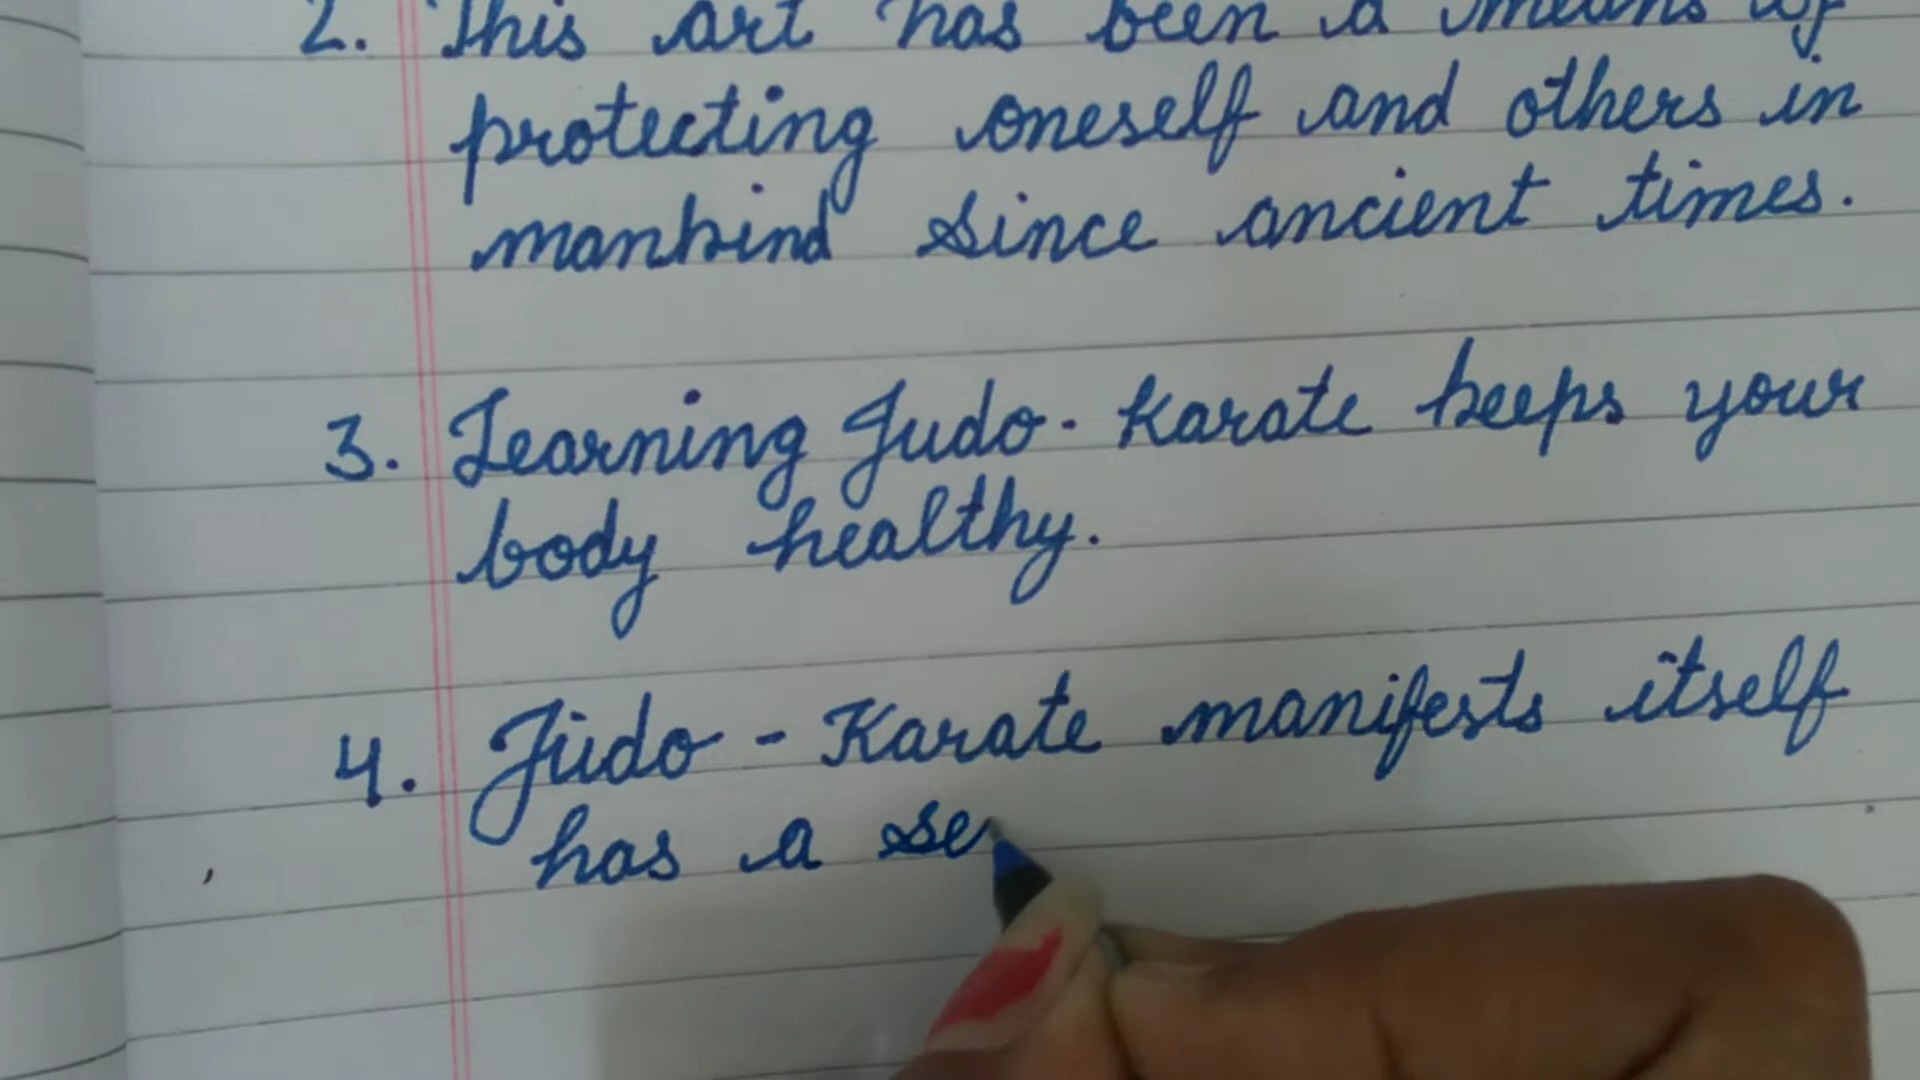 2. This art has been a means of
protecting oneself and others in
mankind since ancient times.
3. Learning Judo-Karate keeps your
body healthy.
4. Judo-Karate manifests itself
has a se